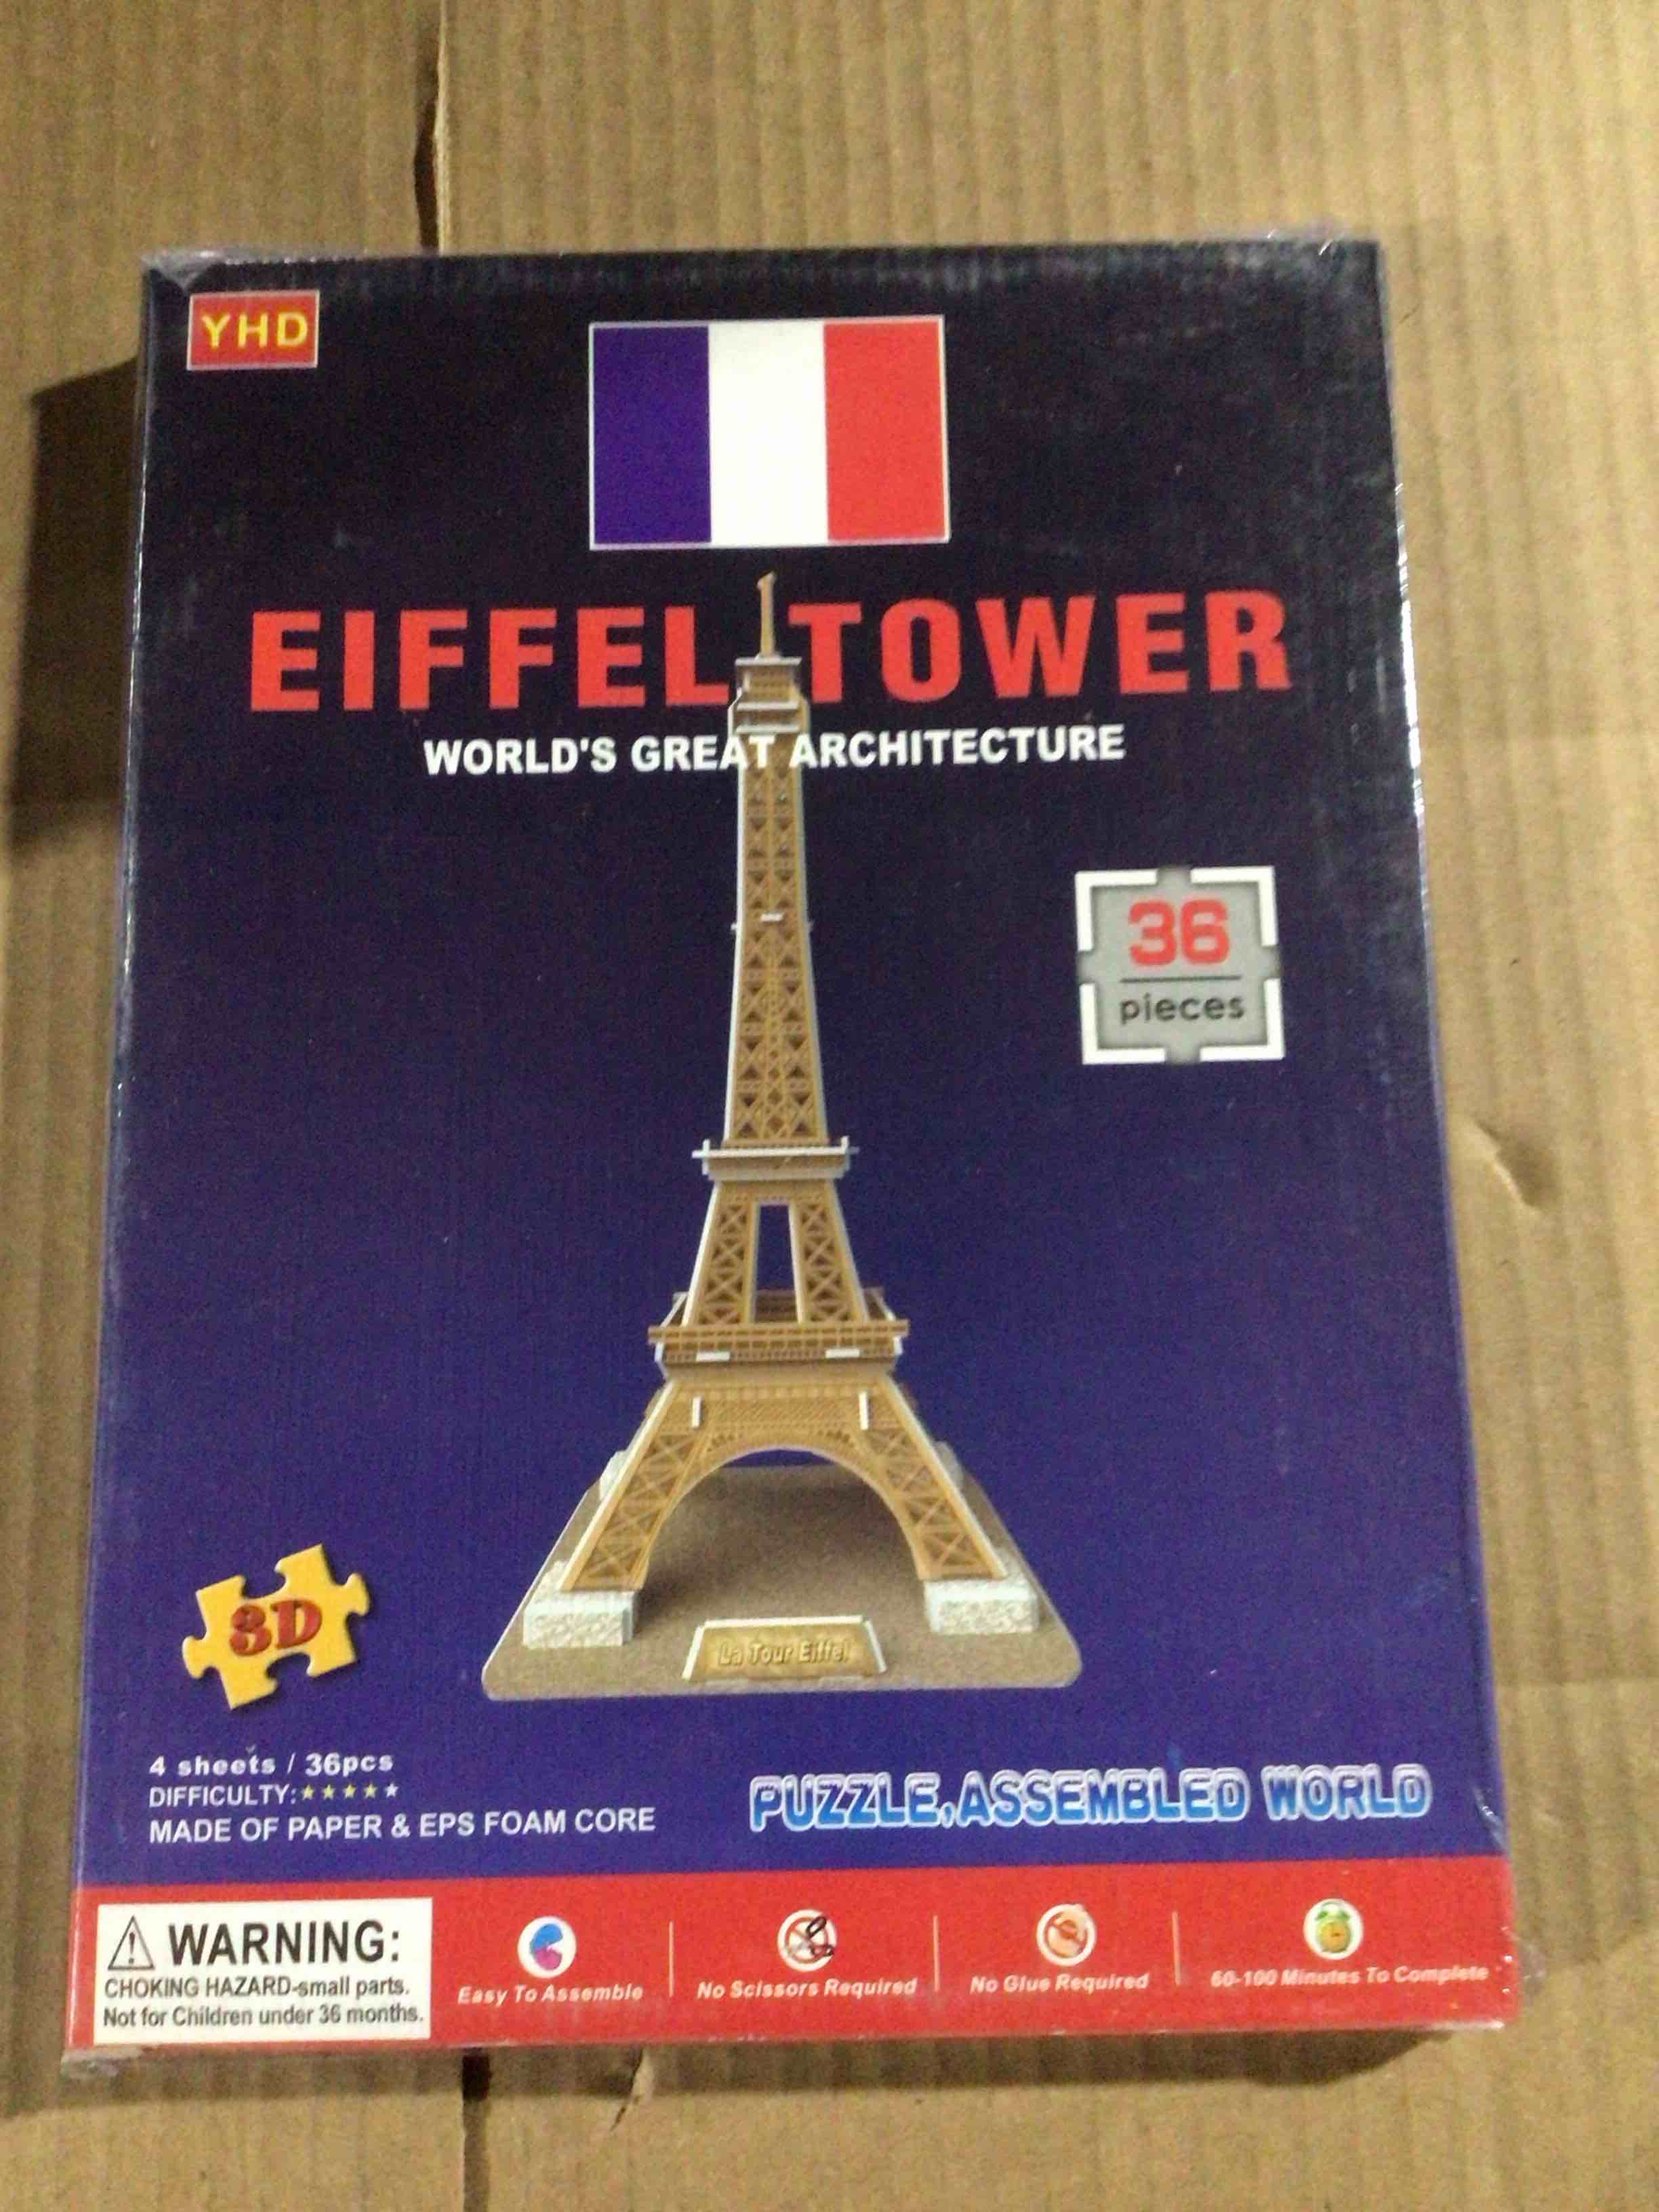 YHD
EIFFEL TOWER
WORLD'S GREAT ARCHITECTURE
36
pieces
La Tour Eiffel
3D
4 sheets / 36pcs
DIFFICULTY:★★★★★
MADE OF PAPER & EPS FOAM CORE
PUZZLE,ASSEMBLED WORLD
WARNING:
CHOKING HAZARD-small parts.
Not for Children under 36 months.
Easy To Assemble
No Scissors Required
No Glue Required
60-100 Minutes To Complete